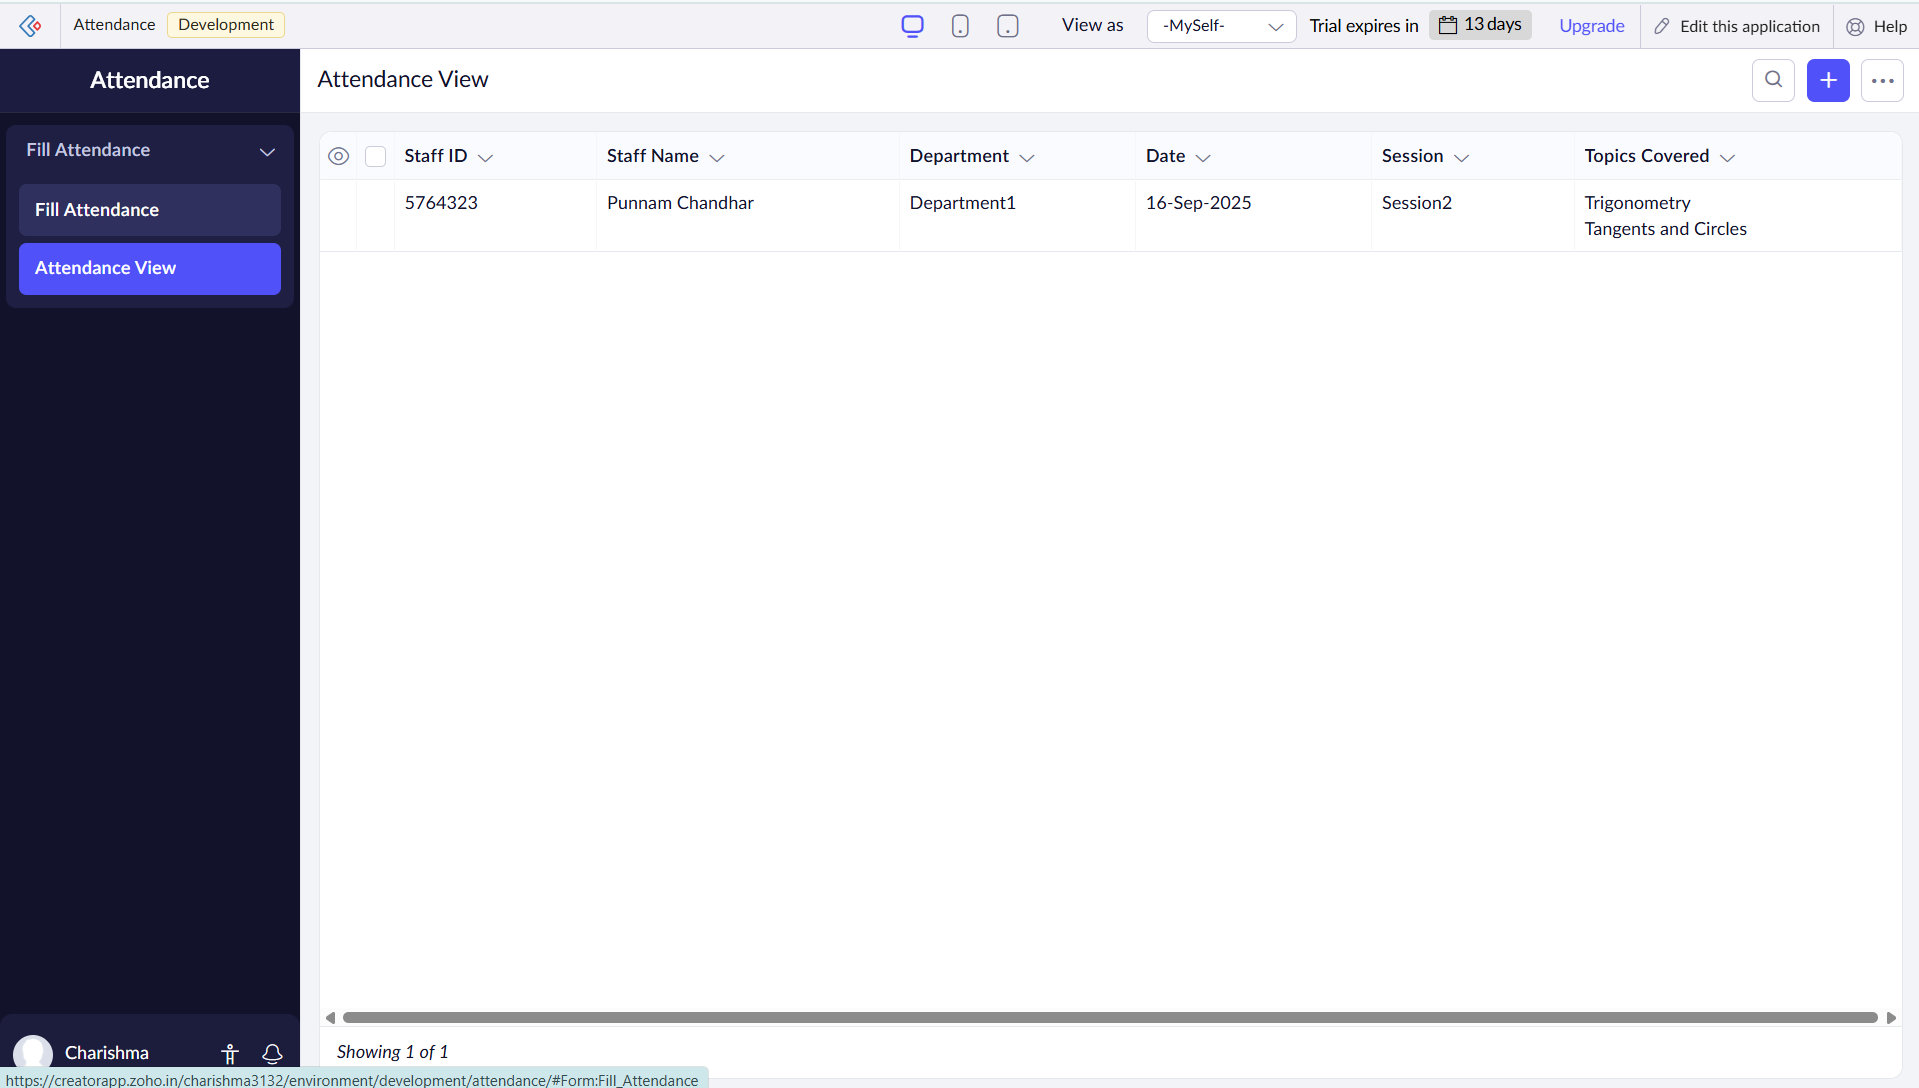 Attendance Development View as -MySelf- Trial expires in 13 days Upgrade Edit this application Help
Attendance
Fill Attendance
Fill Attendance
Attendance View
Attendance View
Staff ID Staff Name Department Date Session Topics Covered
5764323 Punnam Chandhar Department1 16-Sep-2025 Session2 Trigonometry
Tangents and Circles
Showing 1 of 1
Charishma
https://creatorapp.zoho.in/charishma3132/environment/development/attendance/#Form:Fill_Attendance